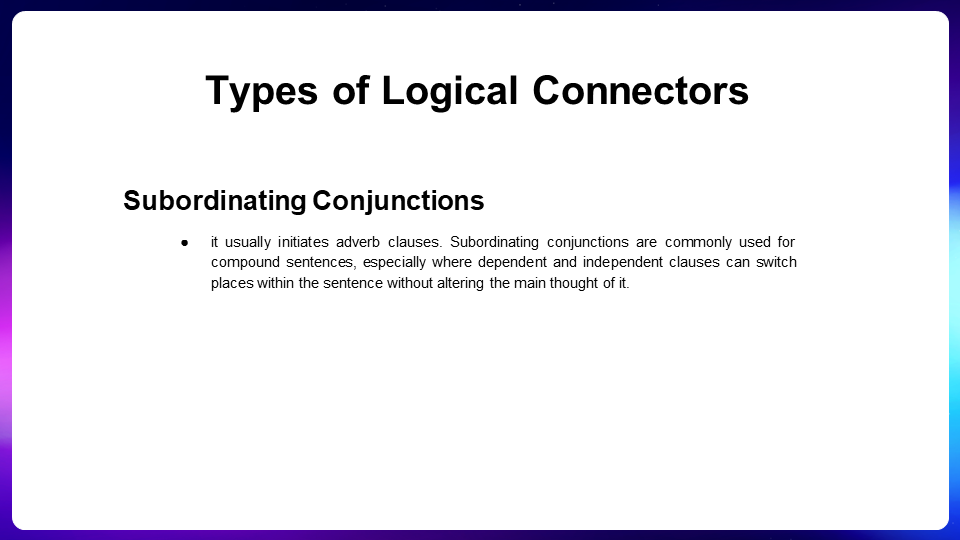 Types of Logical Connectors
Subordinating Conjunctions
● it usually initiates adverb clauses. Subordinating conjunctions are commonly used for
compound sentences, especially where dependent and independent clauses can switch
places within the sentence without altering the main thought of it.